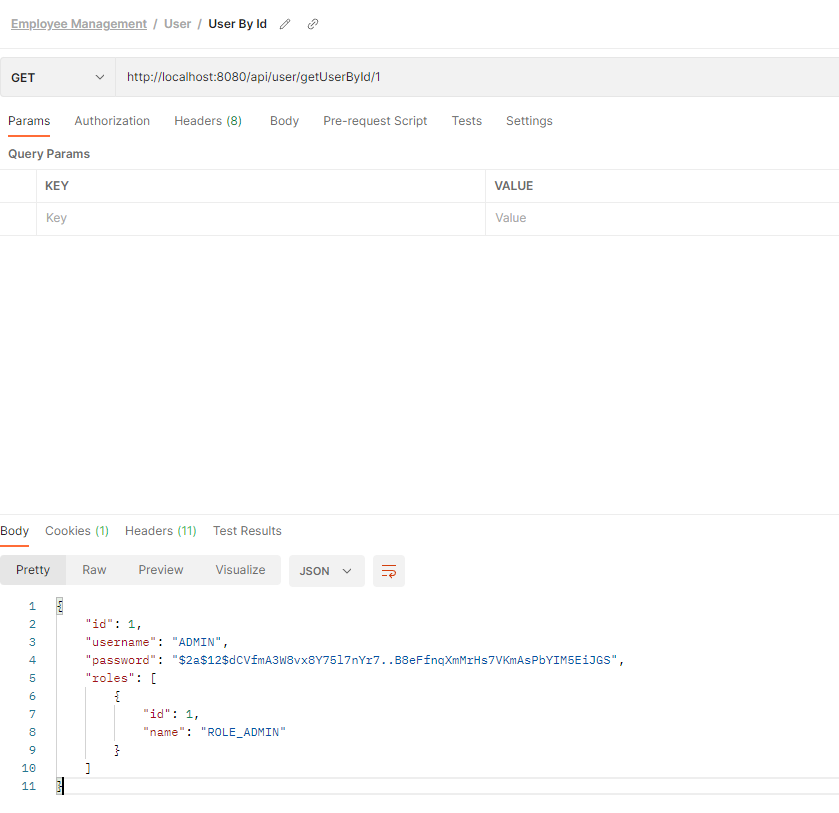 Employee Management / User / User By Id
GET http://localhost:8080/api/user/getUserById/1
Params Authorization Headers (8) Body Pre-request Script Tests Settings
Query Params
KEY VALUE
Key Value
Body Cookies (1) Headers (11) Test Results
Pretty Raw Preview Visualize JSON
1 {
2 "id": 1,
3 "username": "ADMIN",
4 "password": "$2a$12$dCVfmA3W8vx8Y75l7nYr7..B8eFfnqXmMrHs7VKmAsPbYIM5EiJGS",
5 "roles": [
6 {
7 "id": 1,
8 "name": "ROLE_ADMIN"
9 }
10 ]
11 }